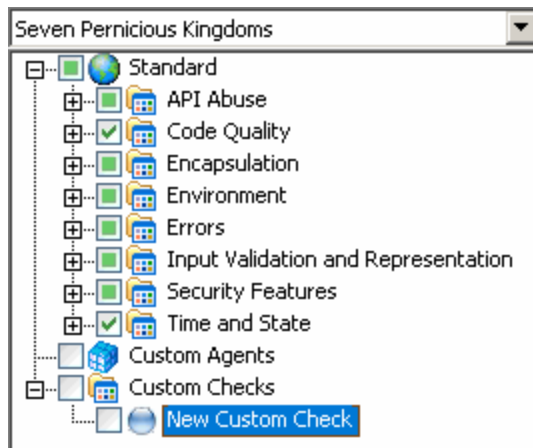 Seven Pernicious Kingdoms
Standard
API Abuse
Code Quality
Encapsulation
Environment
Errors
Input Validation and Representation
Security Features
Time and State
Custom Agents
Custom Checks
New Custom Check